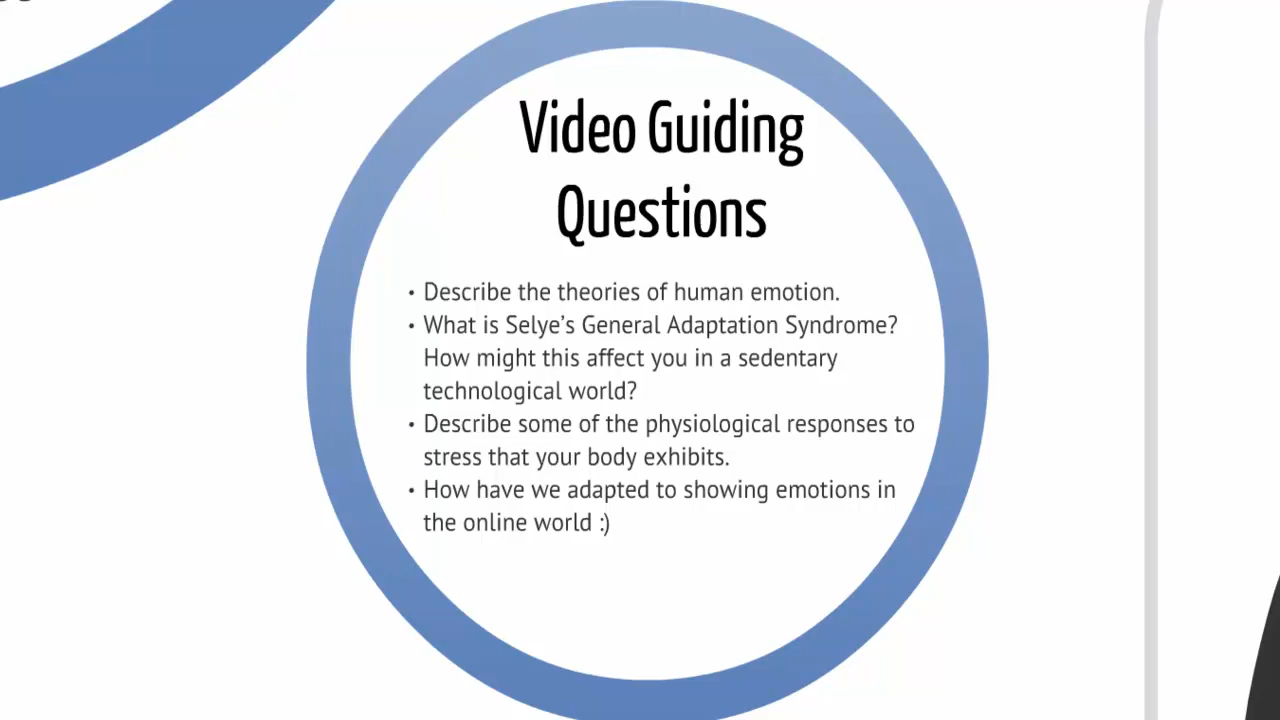 Video Guiding
Questions
• Describe the theories of human emotion.
• What is Selye’s General Adaptation Syndrome?
How might this affect you in a sedentary
technological world?
• Describe some of the physiological responses to
stress that your body exhibits.
• How have we adapted to showing emotions in
the online world :)